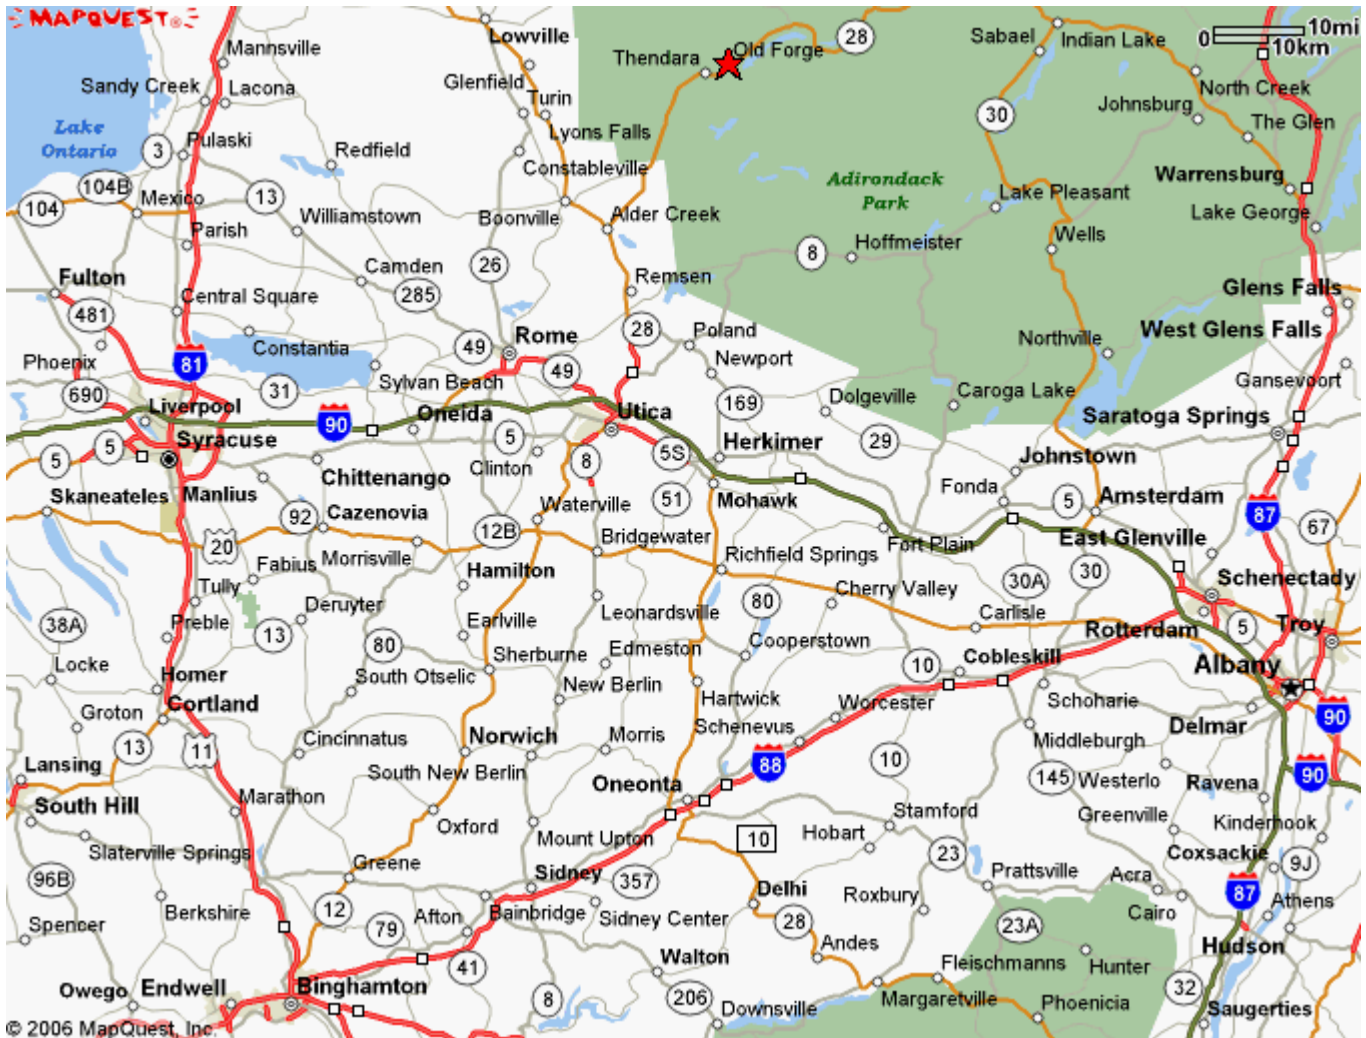 MAPQUEST
Mannsville
Lowville
Thendara
Old Forge
28
Sabael
Indian Lake
0
10mi
10km
Sandy Creek
Lacona
Glenfield
Turin
North Creek
Johnsburg
30
The Glen
Lake
Ontario
3
Pulaski
Redfield
Lyons Falls
Constableville
Adirondack
Park
Warrensburg
104B
104
Mexico
13
Williamstown
Boonville
Alder Creek
Lake Pleasant
Lake George
Parish
Hoffmeister
8
Wells
Fulton
Camden
26
Remsen
285
Central Square
Glens Falls
481
28
Poland
West Glens Falls
Phoenix
81
Constantia
49
Rome
Newport
Northville
49
Gansevoort
690
31
Sylvan Beach
169
Dolgeville
Caroga Lake
Liverpool
90
Oneida
Utica
Saratoga Springs
5
5
Syracuse
5
Clinton
8
5S
Herkimer
29
Johnstown
Skaneateles
Manlius
Chittenango
51
Mohawk
Fonda
5
Amsterdam
87
67
92
Cazenovia
Waterville
12B
20
Morrisville
Bridgewater
Fort Plain
East Glenville
Fabius
Hamilton
Richfield Springs
30A
30
Schenectady
Tully
Deruyter
Leonardsville
80
Cherry Valley
Carlisle
38A
Preble
13
80
Earlville
Cooperstown
Rotterdam
5
Troy
Locke
Homer
South Otselic
Sherburne
Edmeston
10
Cobleskill
Albany
Groton
Cortland
New Berlin
Hartwick
Worcester
Schoharie
Delmar
90
13
11
Cincinnatus
Norwich
Morris
Schenevus
Middleburgh
Lansing
South New Berlin
88
10
145
Westerlo
90
South Hill
Marathon
Oneonta
Ravena
Oxford
Mount Upton
10
Hobart
Stamford
Greenville
Kinderhook
Slaterville Springs
Greene
23
Coxsackie
9J
96B
Sidney
357
Delhi
Roxbury
Prattsville
Acra
87
Berkshire
12
Afton
Bainbridge
Sidney Center
28
23A
Cairo
Athens
Spencer
79
Andes
Hudson
41
Walton
Fleischmanns
Hunter
Owego
Endwell
Binghamton
8
206
Downsville
Margaretville
Phoenicia
32
Saugerties
© 2006 MapQuest, Inc.